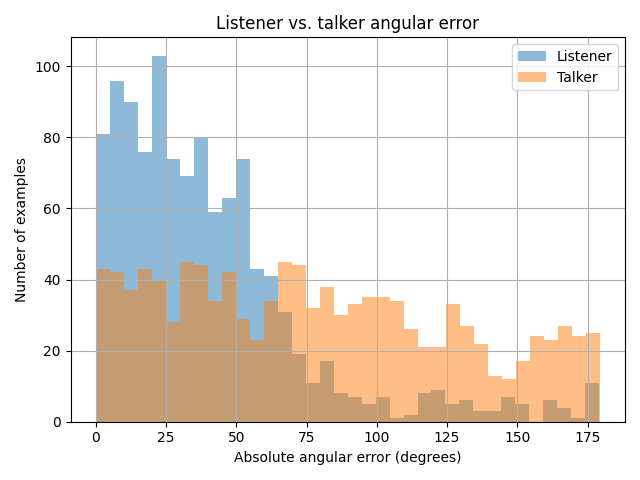 Listener vs. talker angular error
Listener
Talker
Number of examples
100
80
60
40
20
0
0 25 50 75 100 125 150 175
Absolute angular error (degrees)